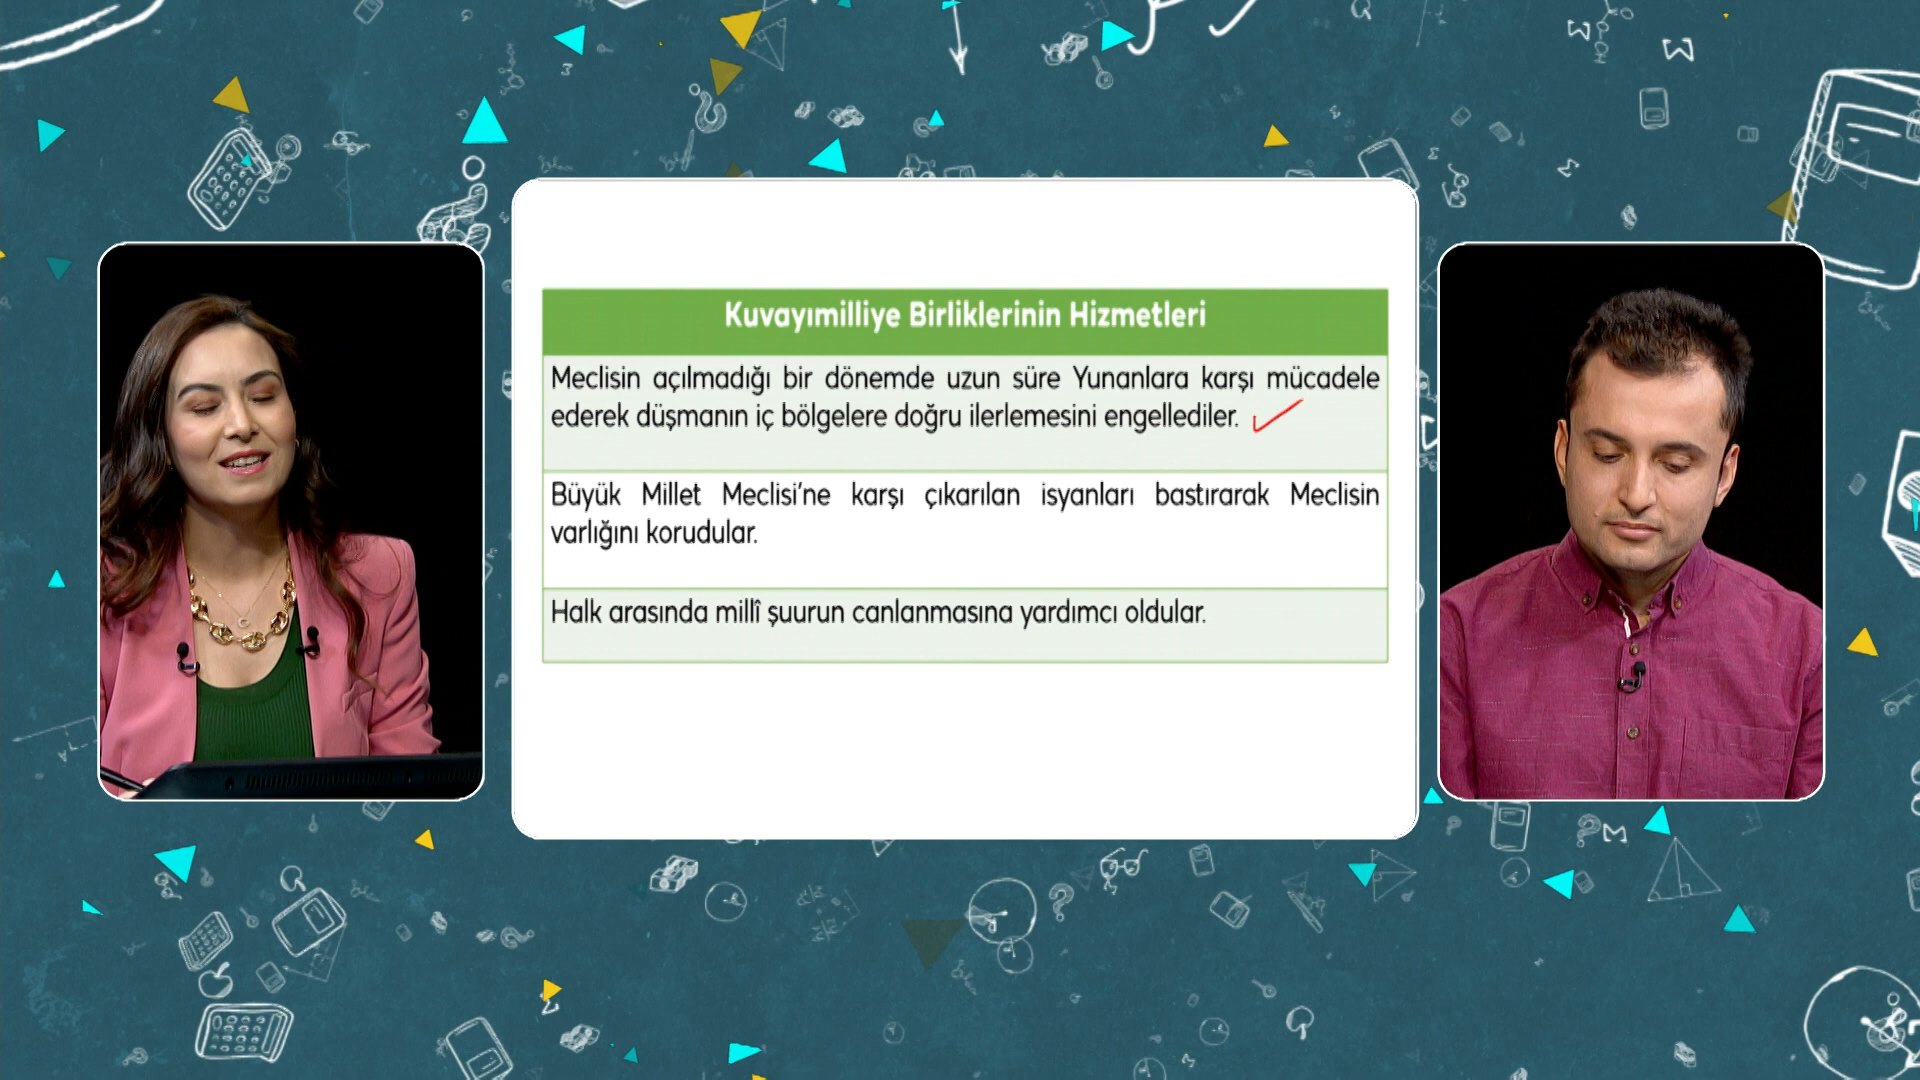 Kuvayımilliye Birliklerinin Hizmetleri
Meclisin açılmadığı bir dönemde uzun süre Yunanlara karşı mücadele
ederek düşmanın iç bölgelere doğru ilerlemesini engellediler.
Büyük Millet Meclisi’ne karşı çıkarılan isyanları bastırarak Meclisin
varlığını korudular.
Halk arasında millî şuurun canlanmasına yardımcı oldular.